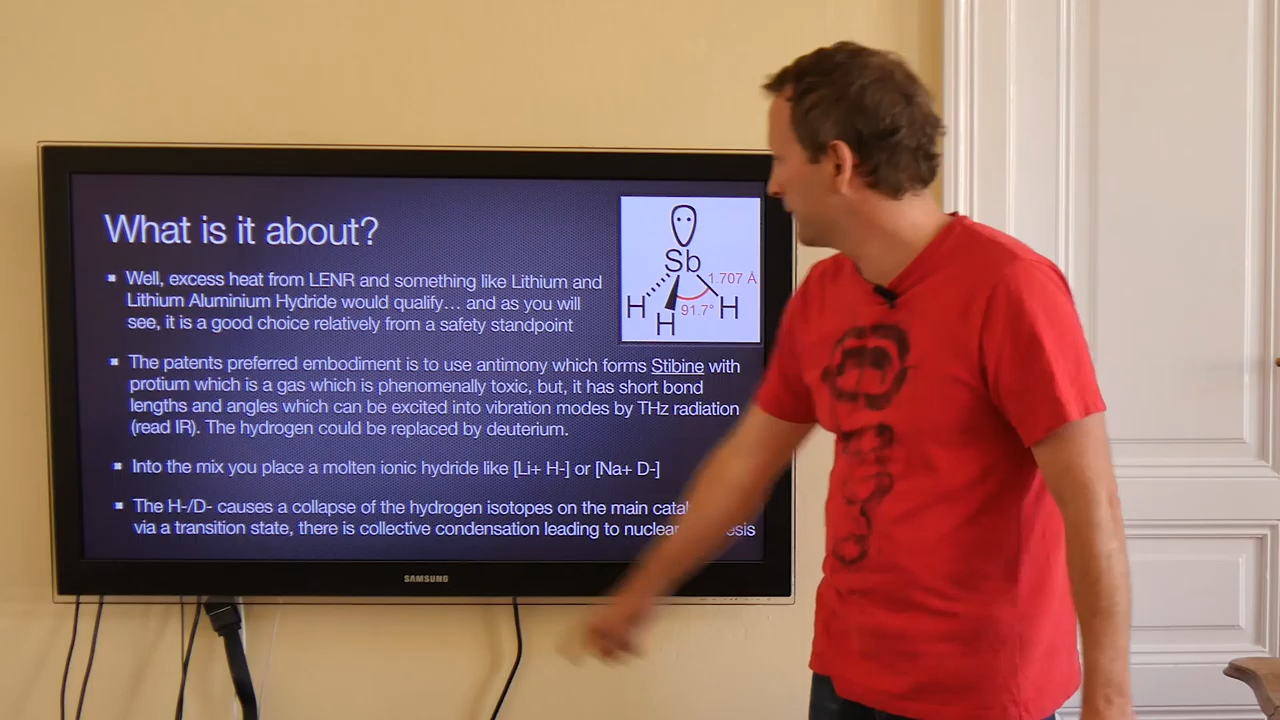 What is it about?
Well, excess heat from LENR and something like Lithium and
Lithium Aluminium Hydride would qualify... and as you will
see, it is a good choice relatively from a safety standpoint
Sb
1.707 Å
91.7°
H
H
H
The patents preferred embodiment is to use antimony which forms Stibine with
protium which is a gas which is phenomenally toxic, but, it has short bond
lengths and angles which can be excited into vibration modes by THz radiation
(read IR). The hydrogen could be replaced by deuterium.
Into the mix you place a molten ionic hydride like [Li+ H-] or [Na+ D-]
The H-/D- causes a collapse of the hydrogen isotopes on the main
via a transition state, there is collective condensation leading to
SAMSUNG